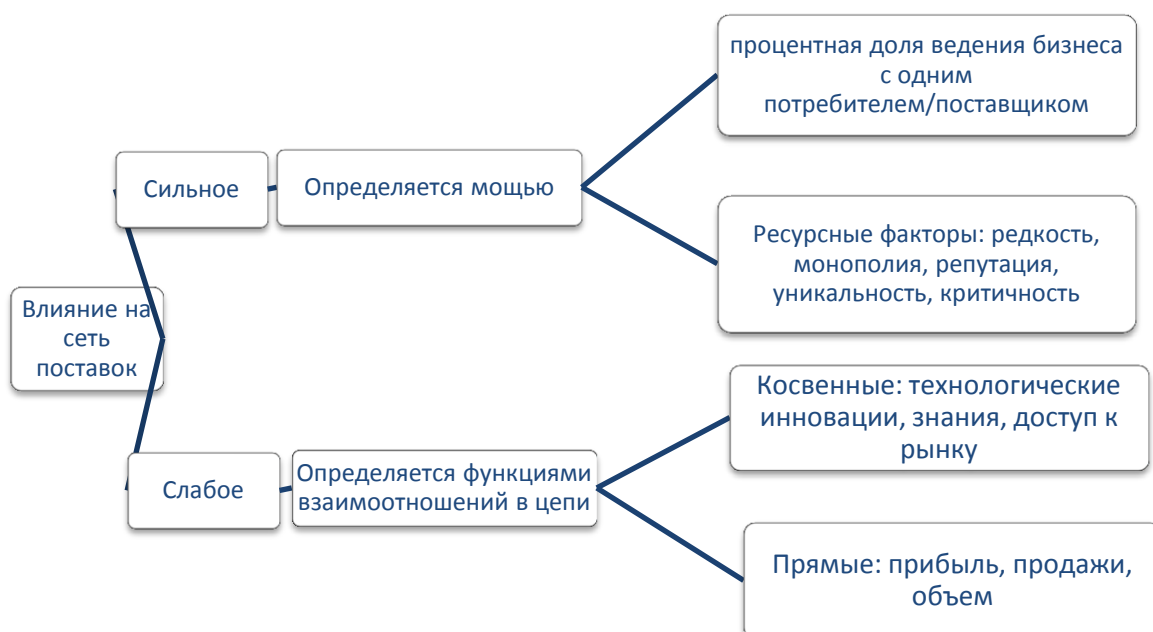 процентная доля ведения бизнеса
с одним
потребителем/поставщиком
Сильное
Определяется мощью
Ресурсные факторы: редкость,
монополия, репутация,
уникальность, критичность
Влияние на
сеть
поставок
Косвенные: технологические
инновации, знания, доступ к
рынку
Слабое
Определяется функциями
взаимоотношений в цепи
Прямые: прибыль, продажи,
объем